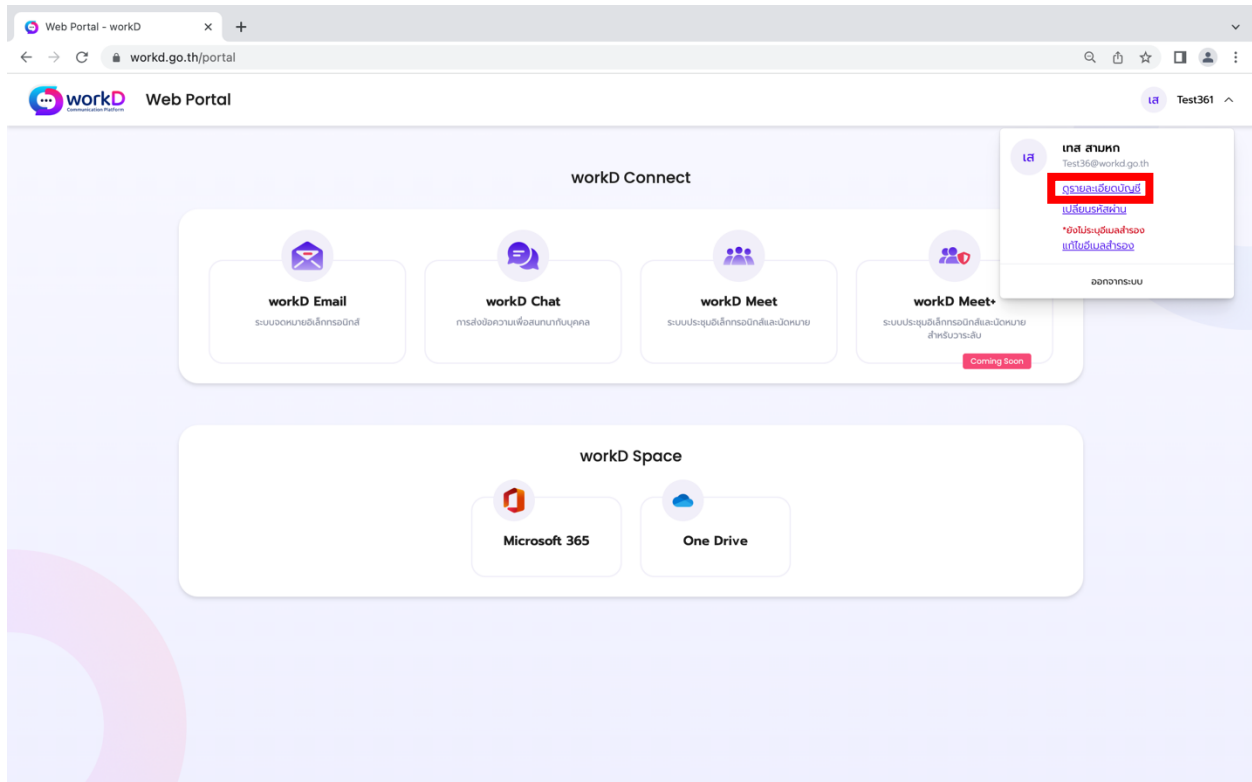 Web Portal - workD
workd.go.th/portal
workD
Communication Platform
Web Portal
เส
Test361
เส
เทส สามหก
Test36@workd.go.th
ดูรายละเอียดบัญชี
เปลี่ยนรหัสผ่าน
*ยังไม่ระบุอีเมลสำรอง
แก้ไขอีเมลสำรอง
ออกจากระบบ
workD Connect
workD Email
ระบบจดหมายอิเล็กทรอนิกส์
workD Chat
การส่งข้อความเพื่อสนทนากับบุคคล
workD Meet
ระบบประชุมอิเล็กทรอนิกส์และนัดหมาย
workD Meet+
ระบบประชุมอิเล็กทรอนิกส์และนัดหมาย
สำหรับวาระลับ
Coming Soon
workD Space
Microsoft 365
One Drive